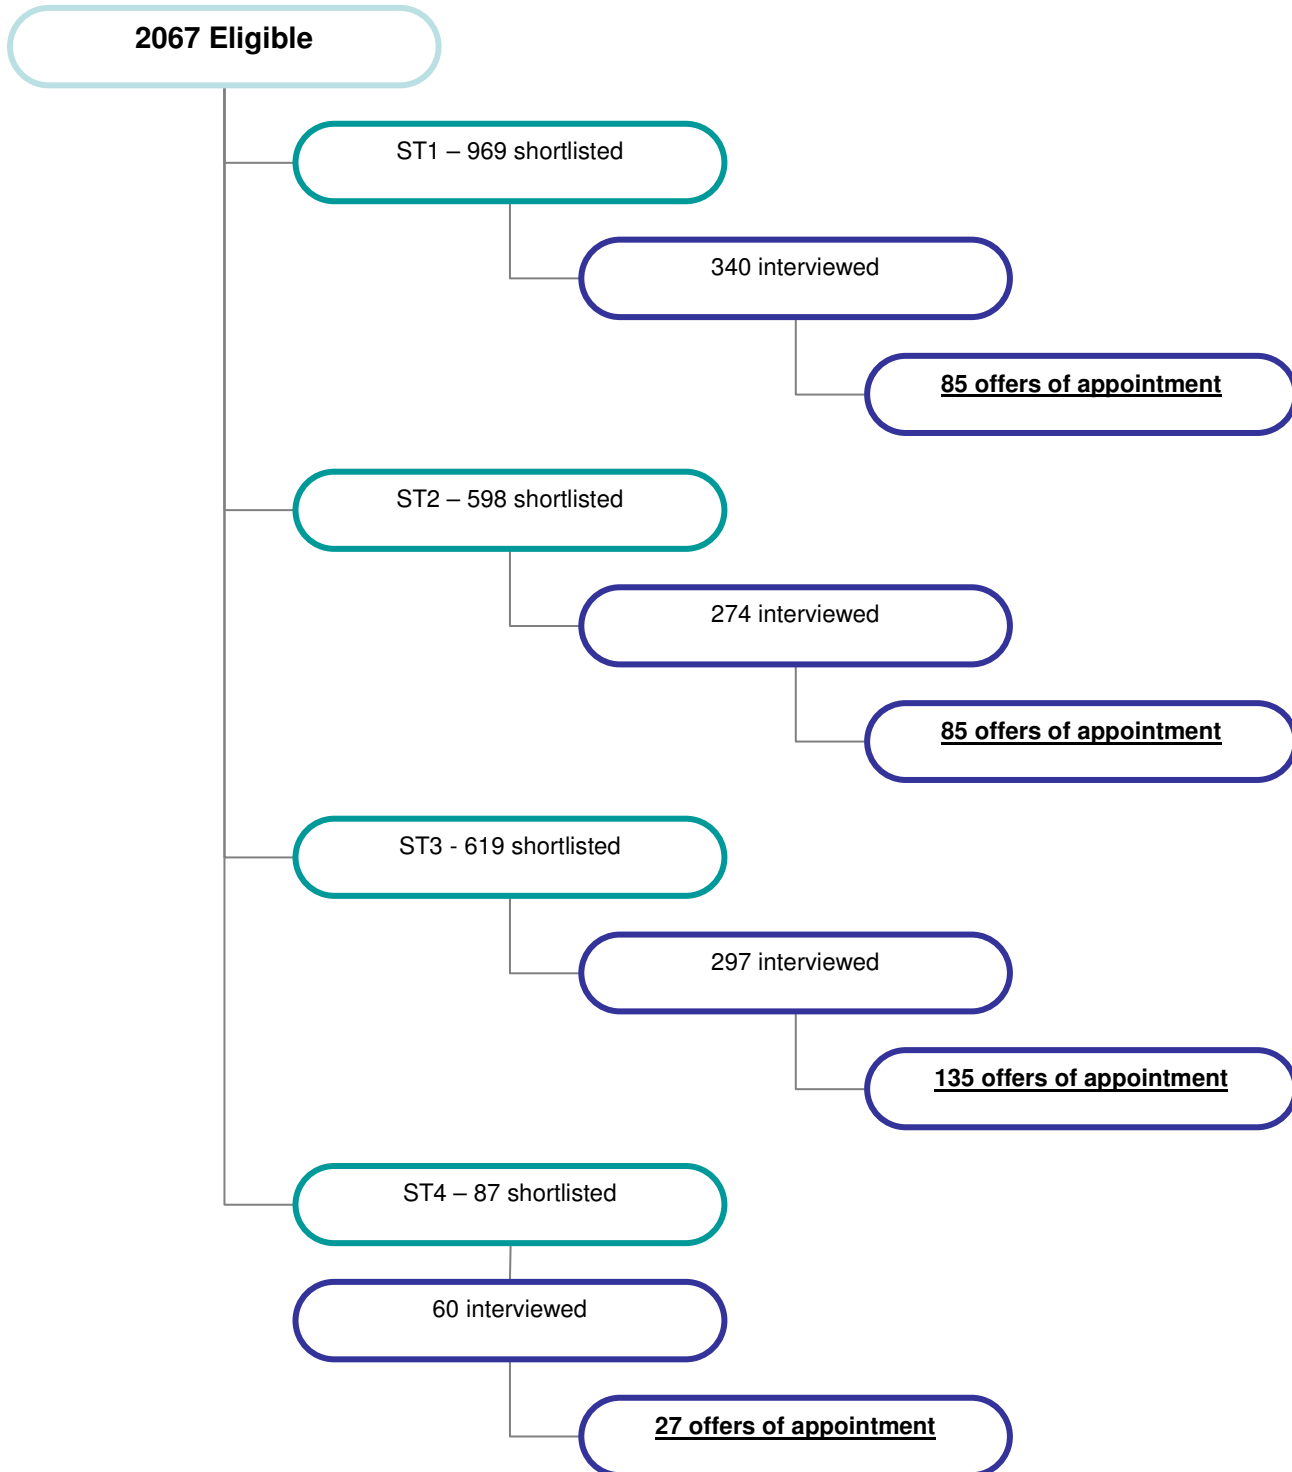 2067 Eligible
ST1 – 969 shortlisted
340 interviewed
85 offers of appointment
ST2 – 598 shortlisted
274 interviewed
85 offers of appointment
ST3 - 619 shortlisted
297 interviewed
135 offers of appointment
ST4 – 87 shortlisted
60 interviewed
27 offers of appointment